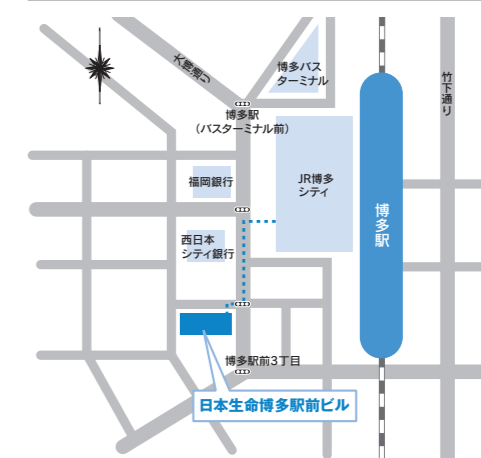 大博通り
博多バス
ターミナル
竹下通り
博多駅
（バスターミナル前）
福岡銀行
JR博多
シティ
博多駅
西日本
シティ銀行
博多駅前3丁目
日本生命博多駅前ビル